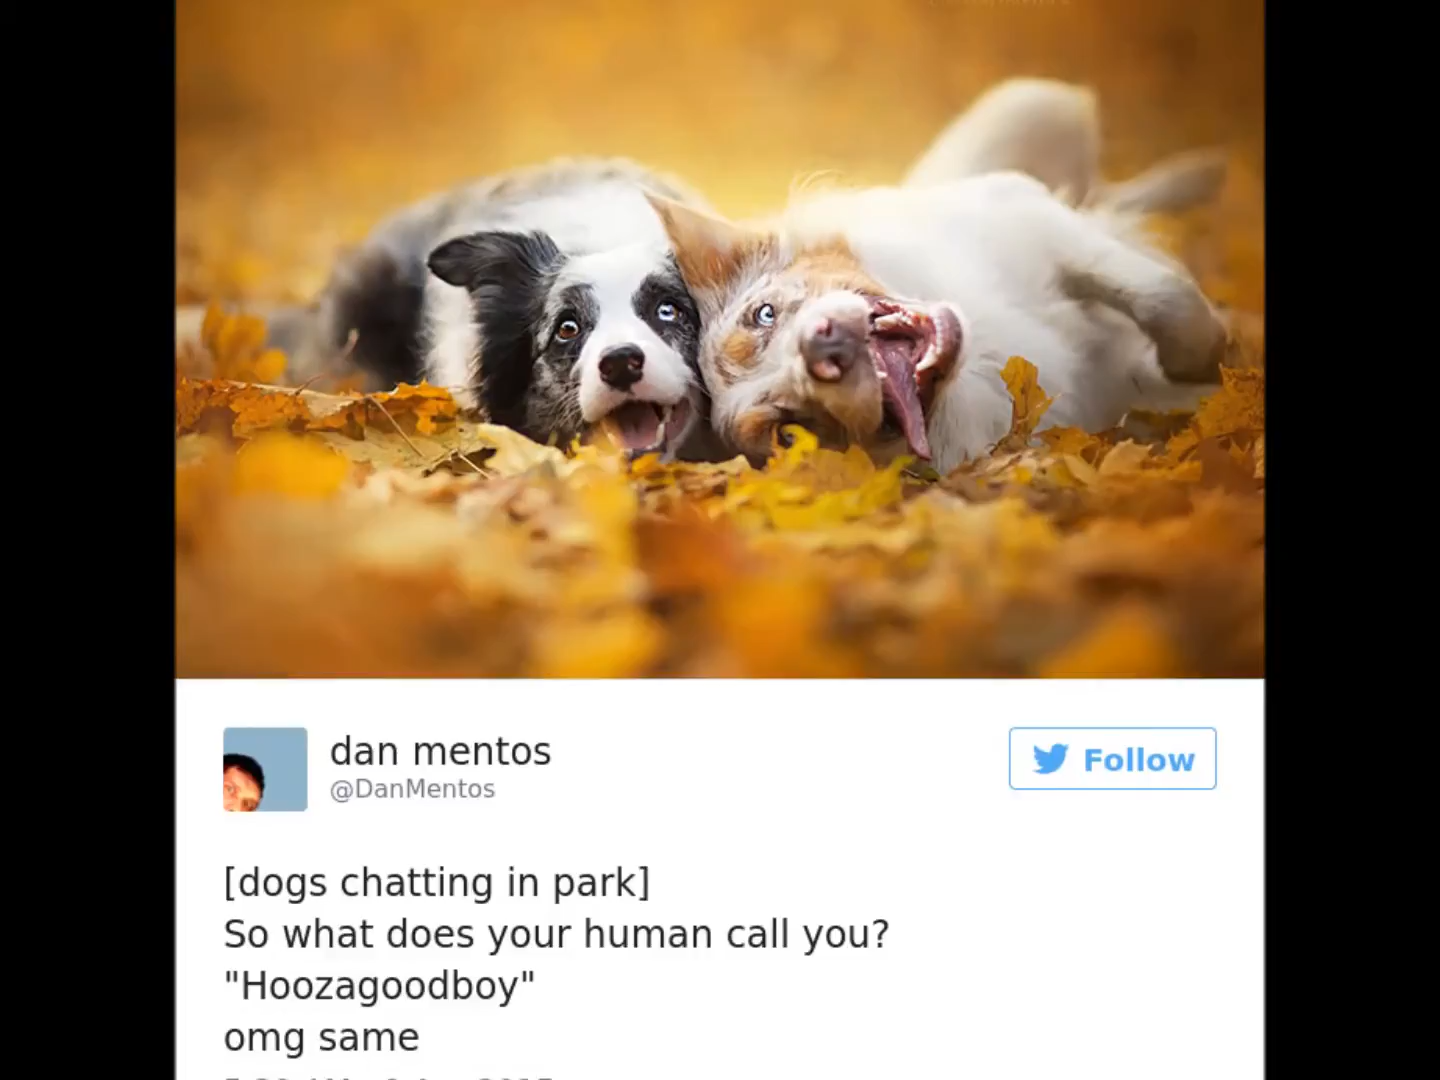 dan mentos
@DanMentos
Follow
[dogs chatting in park]
So what does your human call you?
"Hoozagoodboy"
omg same